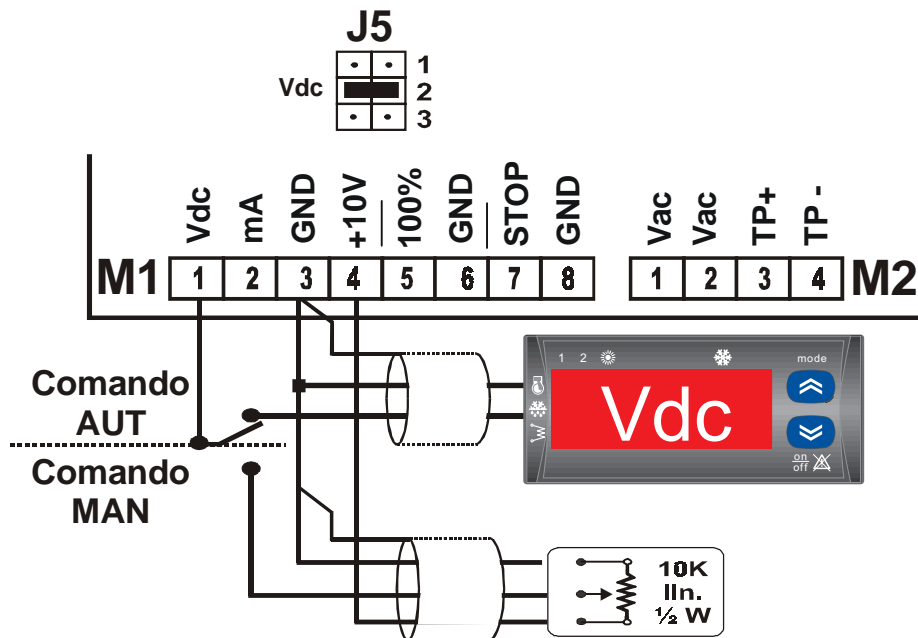 J5
1
Vdc
2
3
Vdc
mA
GND
+10V
100%
GND
STOP
GND
Vac
Vac
TP+
TP -
M1 1 2 3 4 5 6 7 8
1 2 3 4 M2
1 2
mode
Vdc
on
off
Comando
AUT
Comando
MAN
10K
lIn.
½ W